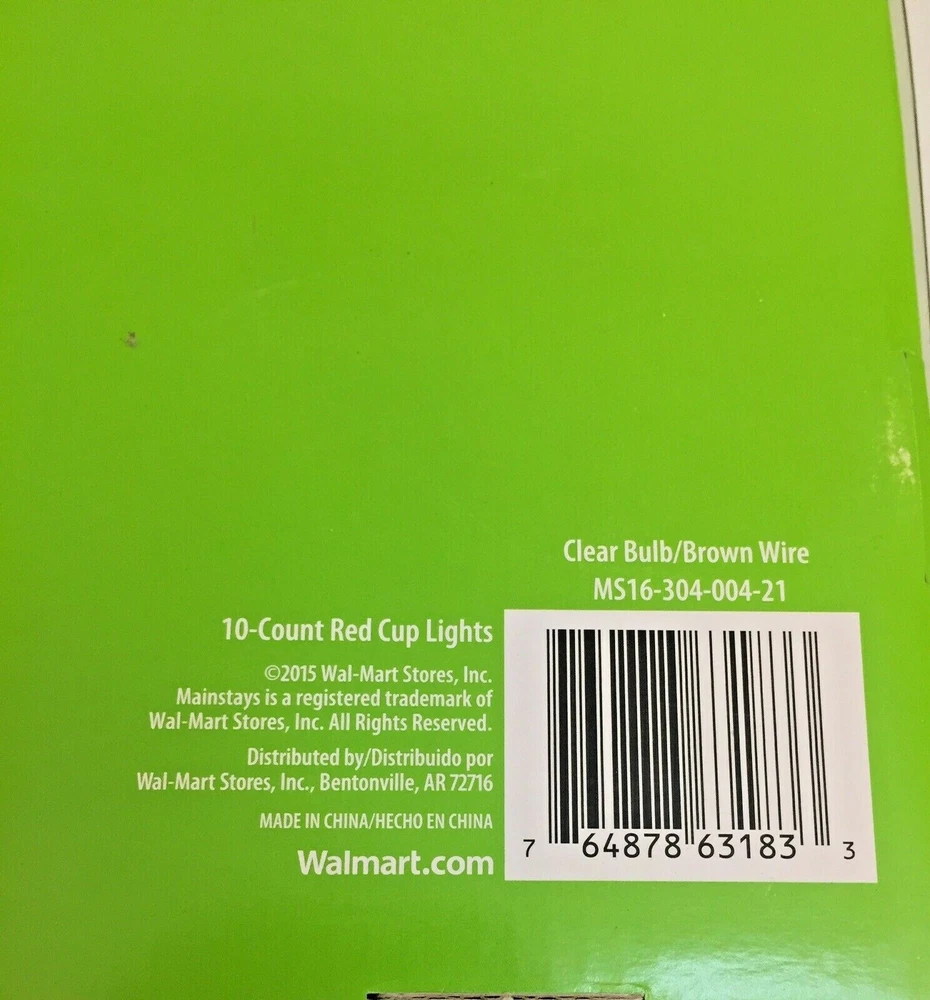 Clear Bulb/Brown Wire
MS16-304-004-21
10-Count Red Cup Lights
©2015 Wal-Mart Stores, Inc.
Mainstays is a registered trademark of
Wal-Mart Stores, Inc. All Rights Reserved.
Distributed by/Distribuido por
Wal-Mart Stores, Inc., Bentonville, AR 72716
MADE IN CHINA/HECHO EN CHINA
Walmart.com
7 64878 63183 3